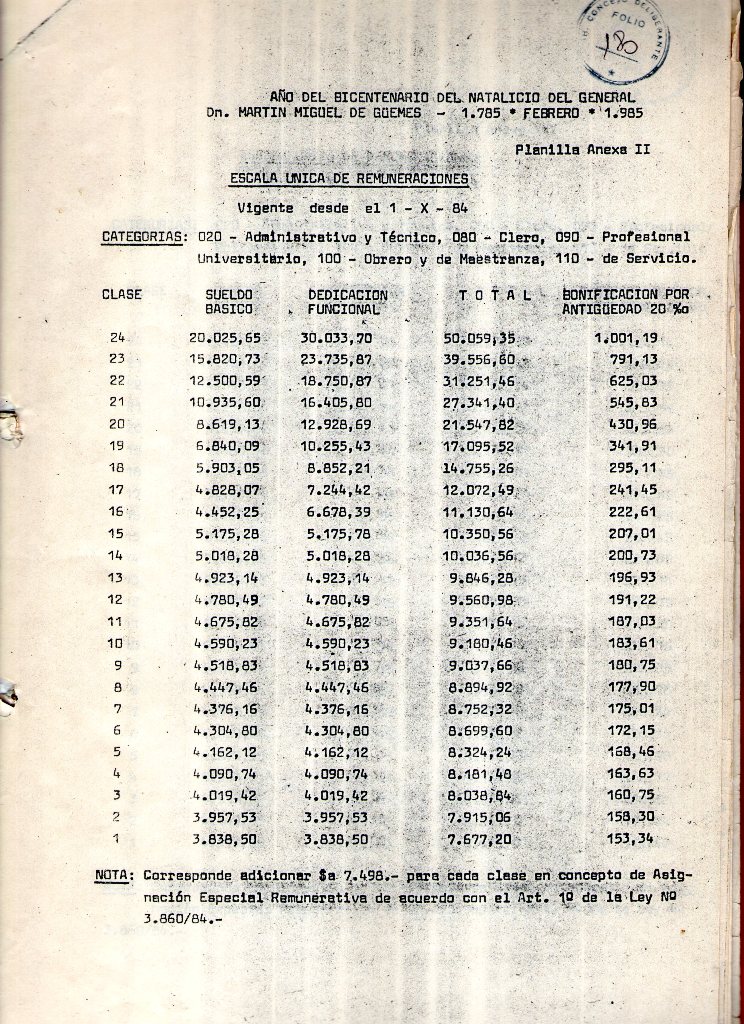 H. CONCEJO DELIBERANTE
FOLIO
180
AÑO DEL BICENTENARIO DEL NATALICIO DEL GENERAL
Dn. MARTIN MIGUEL DE GÜEMES - 1.785 * FEBRERO * 1.985
Planilla Anexa II
ESCALA UNICA DE REMUNERACIONES
Vigente desde el 1 - X - 84
CATEGORIAS: 020 - Administrativo y Técnico, 080 - Clero, 090 - Profesional
Universitario, 100 - Obrero y de Maestranza, 110 - de Servicio.
CLASE SUELDO DEDICACION T O T A L BONIFICACION POR
BASICO FUNCIONAL ANTIGÜEDAD 20 %o
24 20.025,65 30.033,70 50.059,35 1.001,19
23 15.820,73 23.735,87 39.556,60 791,13
22 12.500,59 18.750,87 31.251,46 625,03
21 10.935,60 16.405,80 27.341,40 545,83
20 8.619,13 12.928,69 21.547,82 430,96
19 6.840,09 10.255,43 17.095,52 341,91
18 5.903,05 8.852,21 14.755,26 295,11
17 4.828,07 7.244,42 12.072,49 241,45
16 4.452,25 6.678,39 11.130,64 222,61
15 5.175,28 5.175,78 10.350,56 207,01
14 5.018,28 5.018,28 10.036,56 200,73
13 4.923,14 4.923,14 9.846,28 196,93
12 4.780,49 4.780,49 9.560,98 191,22
11 4.675,82 4.675,82 9.351,64 187,03
10 4.590,23 4.590,23 9.180,46 183,61
9 4.518,83 4.518,83 9.037,66 180,75
8 4.447,46 4.447,46 8.894,92 177,90
7 4.376,16 4.376,16 8.752,32 175,01
6 4.304,80 4.304,80 8.699,60 172,15
5 4.162,12 4.162,12 8.324,24 168,46
4 4.090,74 4.090,74 8.181,48 163,63
3 4.019,42 4.019,42 8.038,84 160,75
2 3.957,53 3.957,53 7.915,06 158,30
1 3.838,50 3.838,50 7.677,20 153,34
NOTA: Corresponde adicionar $a 7.498.- para cada clase en concepto de Asig-
nación Especial Remunerativa de acuerdo con el Art. 1º de la Ley Nº
3.860/84.-